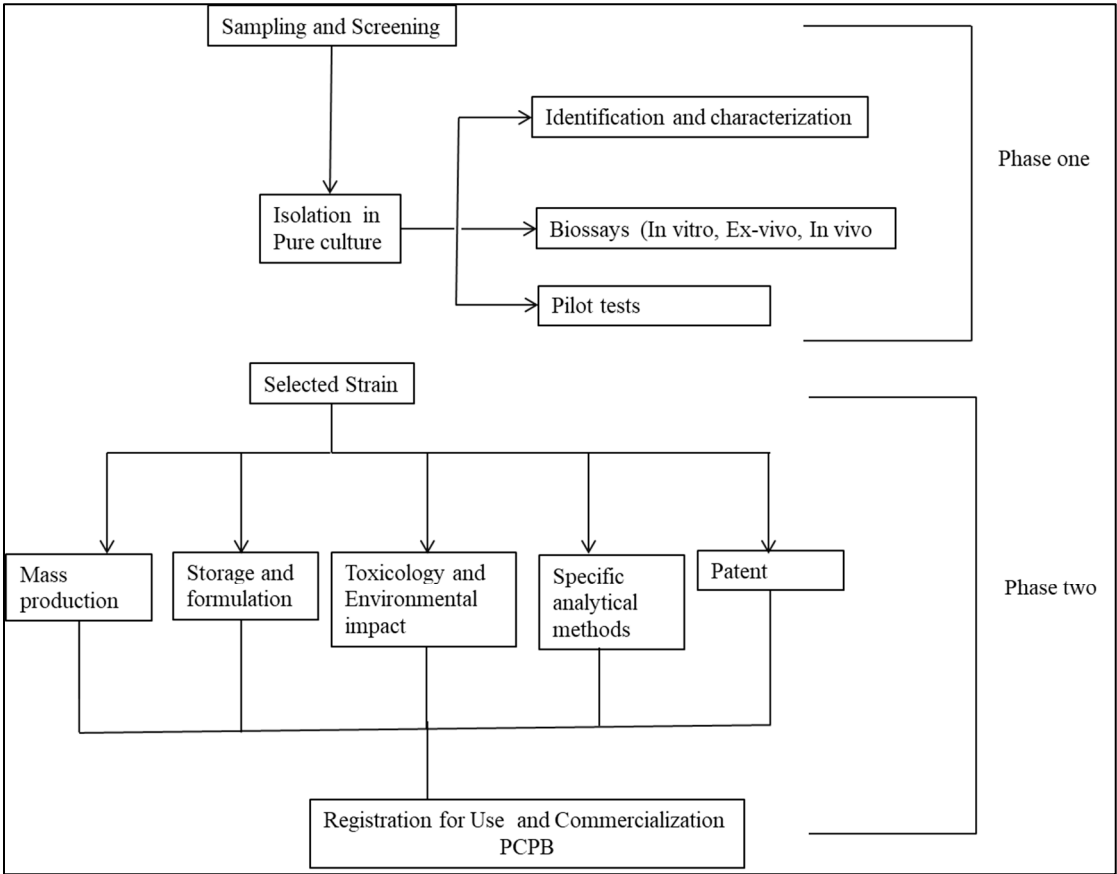 Sampling and Screening
Identification and characterization
Phase one
Isolation in
Pure culture
Biossays (In vitro, Ex-vivo, In vivo
Pilot tests
Selected Strain
Mass
production
Storage and
formulation
Toxicology and
Environmental
impact
Specific
analytical
methods
Patent
Phase two
Registration for Use and Commercialization
PCPB